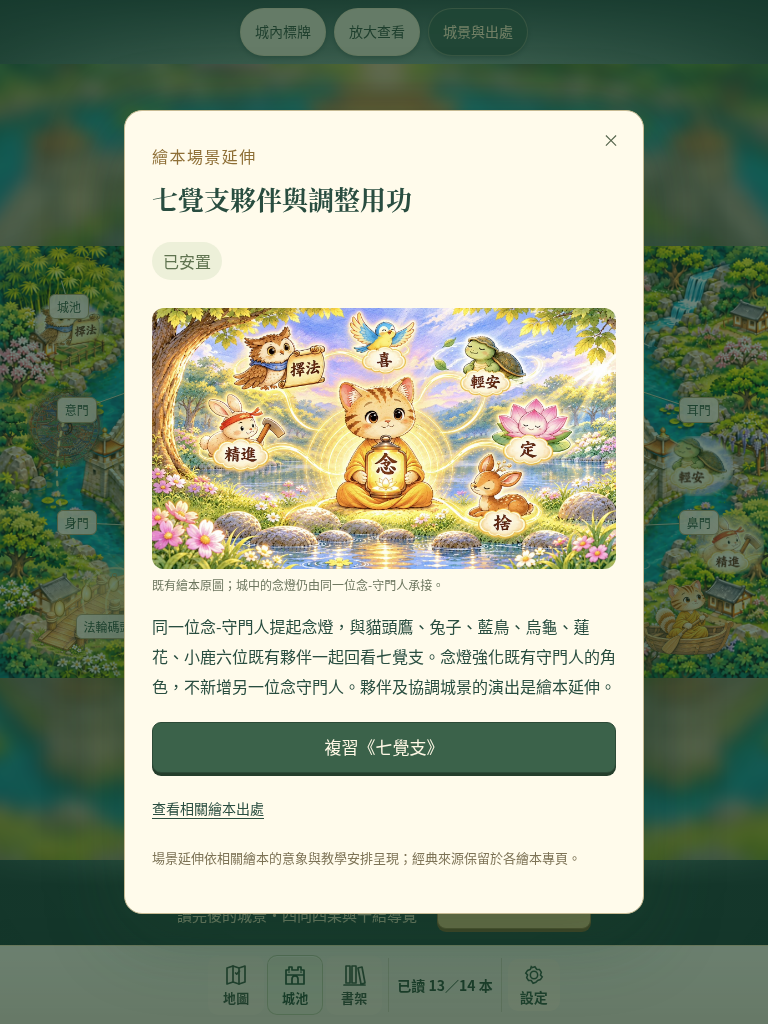 城內標牌
放大查看
城景與出處
繪本場景延伸
七覺支夥伴與調整用功
已安置
擇法
喜
輕安
精進
念
定
捨
既有繪本原圖；城中的念燈仍由同一位念-守門人承接。
同一位念-守門人提起念燈，與貓頭鷹、兔子、藍鳥、烏龜、蓮
花、小鹿六位既有夥伴一起回看七覺支。念燈強化既有守門人的角
色，不新增另一位念守門人。夥伴及協調城景的演出是繪本延伸。
複習《七覺支》
查看相關繪本出處
場景延伸依相關繪本的意象與教學安排呈現；經典來源保留於各繪本專頁。
城池
擇法
意門
身門
法輪碼
耳門
輕安
鼻門
精進
地圖
城池
書架
已讀 13／14 本
設定